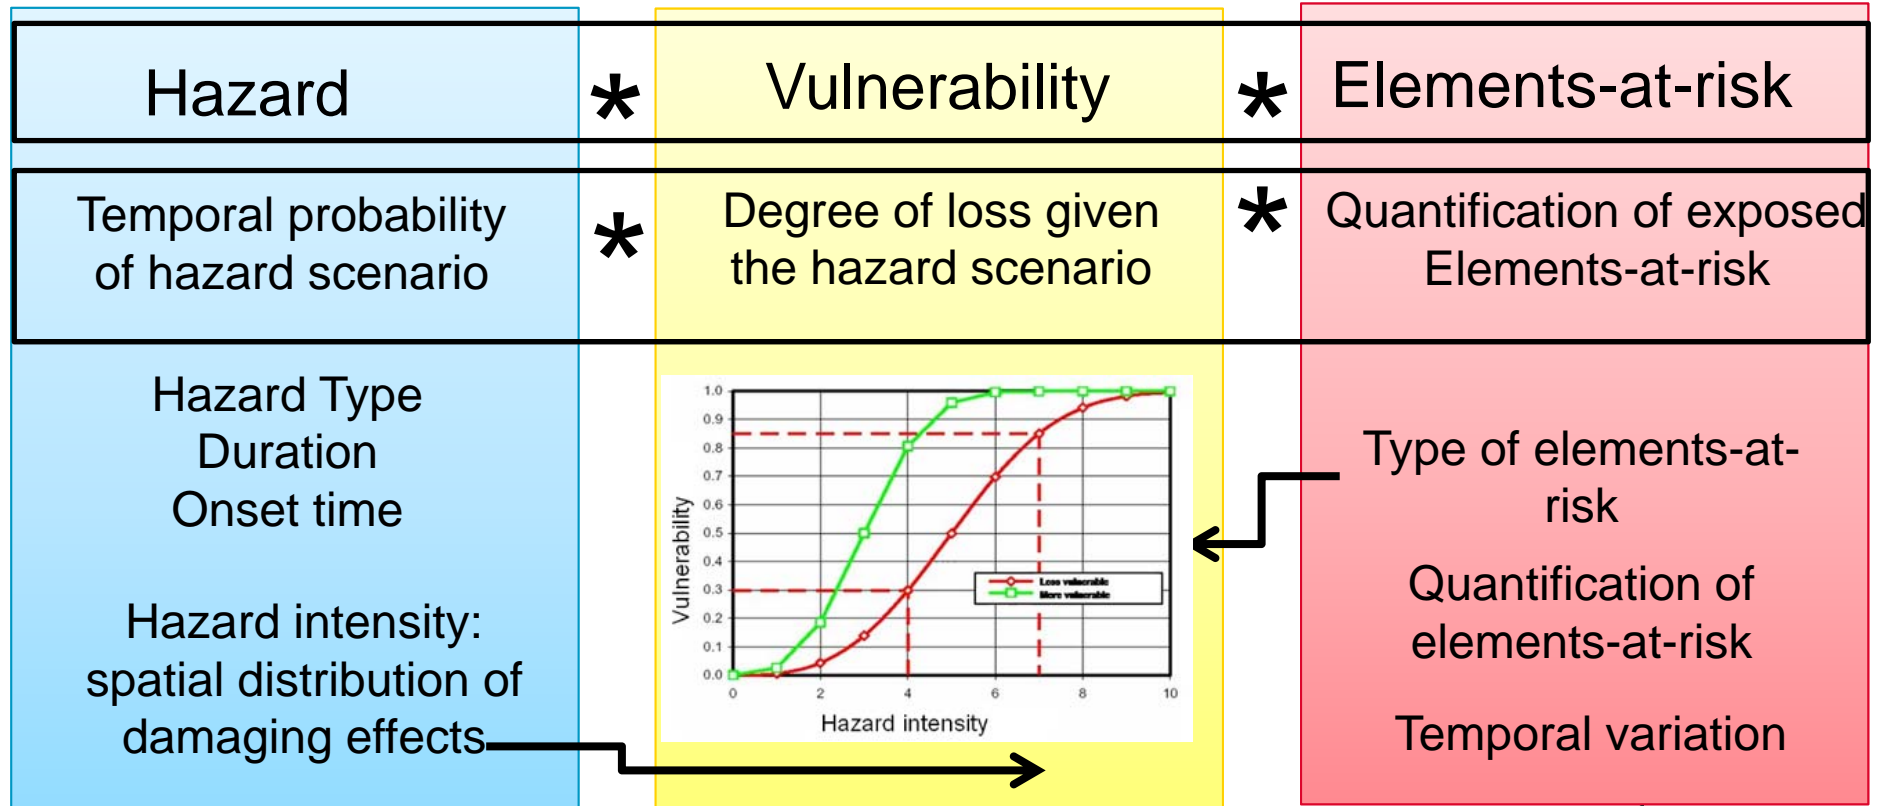 Hazard
*
Vulnerability
*
Elements-at-risk
Temporal probability
of hazard scenario
*
Degree of loss given
the hazard scenario
*
Quantification of exposed
Elements-at-risk
Hazard Type
Duration
Onset time
Hazard intensity:
spatial distribution of
damaging effects
Vulnerability
1.0
0.9
0.8
0.7
0.6
0.5
0.4
0.3
0.2
0.1
0.0
0
2
4
6
8
10
Less vulnerable
More vulnerable
Hazard intensity
Type of elements-at-
risk
Quantification of
elements-at-risk
Temporal variation